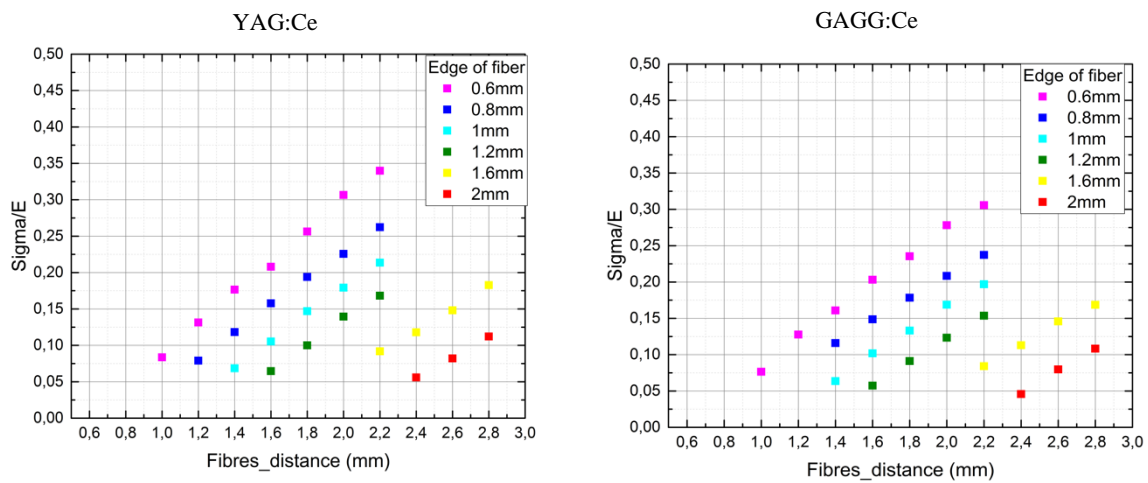 YAG:Ce
0,50
0,45
0,40
0,35
0,30
0,25
0,20
0,15
0,10
0,05
0,00
Sigma/E
Edge of fiber
0.6mm
0.8mm
1mm
1.2mm
1.6mm
2mm
0,6 0,8 1,0 1,2 1,4 1,6 1,8 2,0 2,2 2,4 2,6 2,8 3,0
Fibres_distance (mm)
GAGG:Ce
0,50
0,45
0,40
0,35
0,30
0,25
0,20
0,15
0,10
0,05
0,00
Sigma/E
Edge of fiber
0.6mm
0.8mm
1mm
1.2mm
1.6mm
2mm
0,6 0,8 1,0 1,2 1,4 1,6 1,8 2,0 2,2 2,4 2,6 2,8 3,0
Fibres_distance (mm)